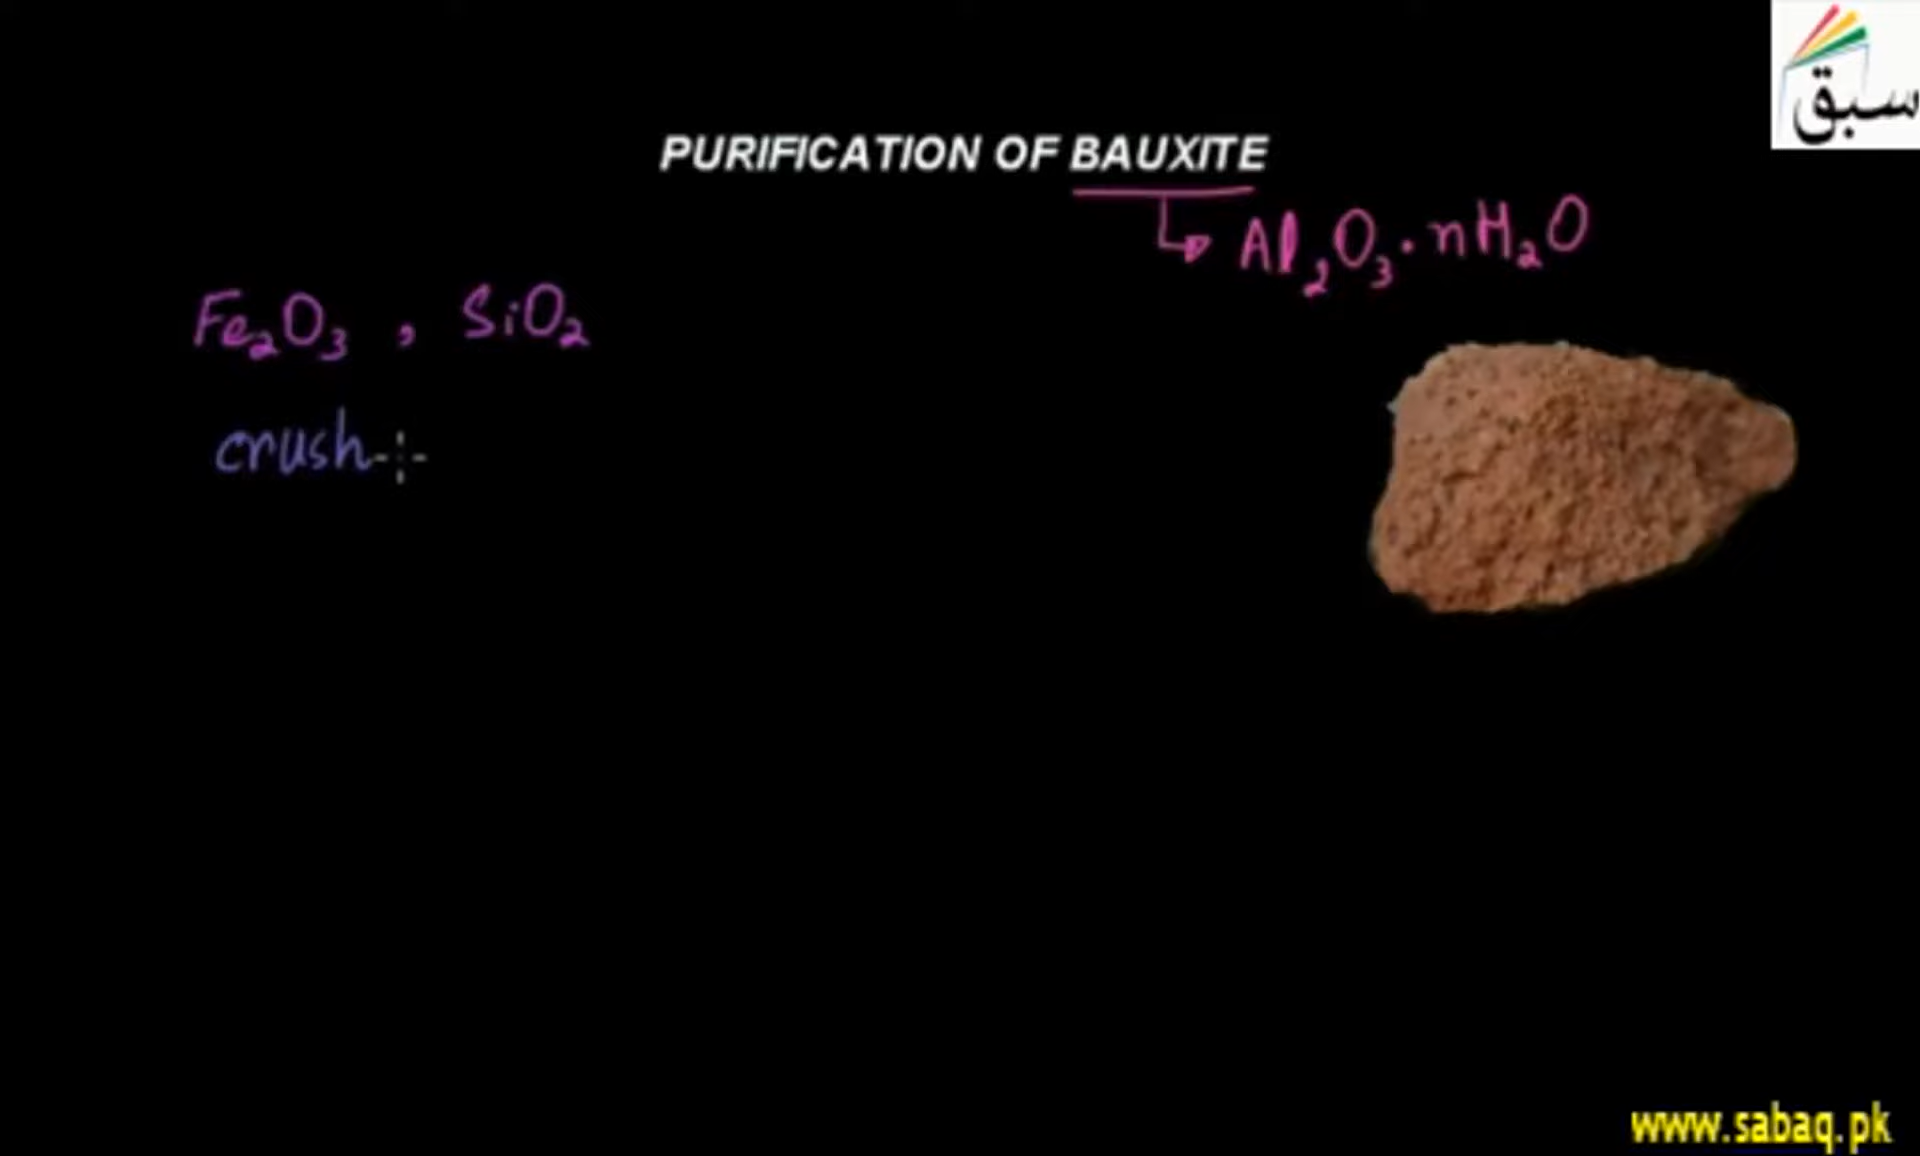 سبق
PURIFICATION OF BAUXITE
Al₂O₃·nH₂O
Fe₂O₃ , SiO₂
crush
www.sabaq.pk